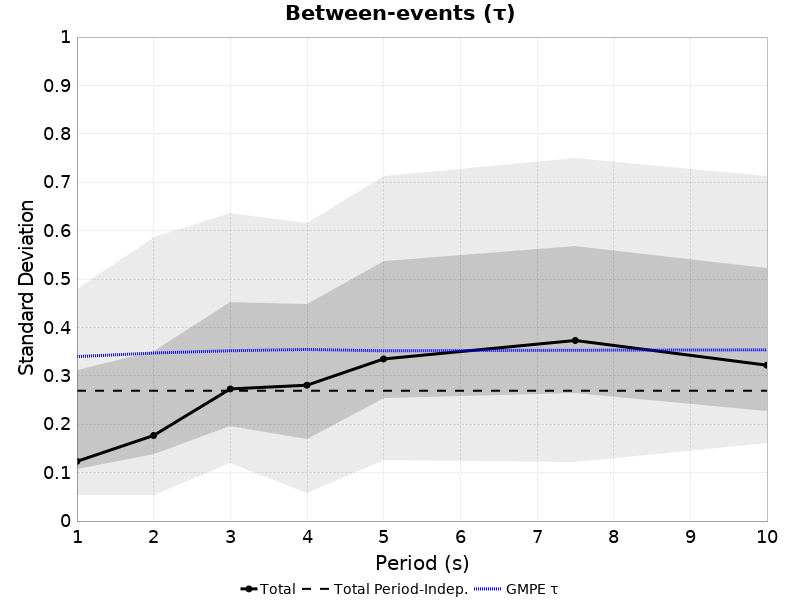 Between-events (τ)
1
0.9
0.8
0.7
0.6
0.5
0.4
0.3
0.2
0.1
0
Standard Deviation
1 2 3 4 5 6 7 8 9 10
Period (s)
Total Total Period-Indep. GMPE τ